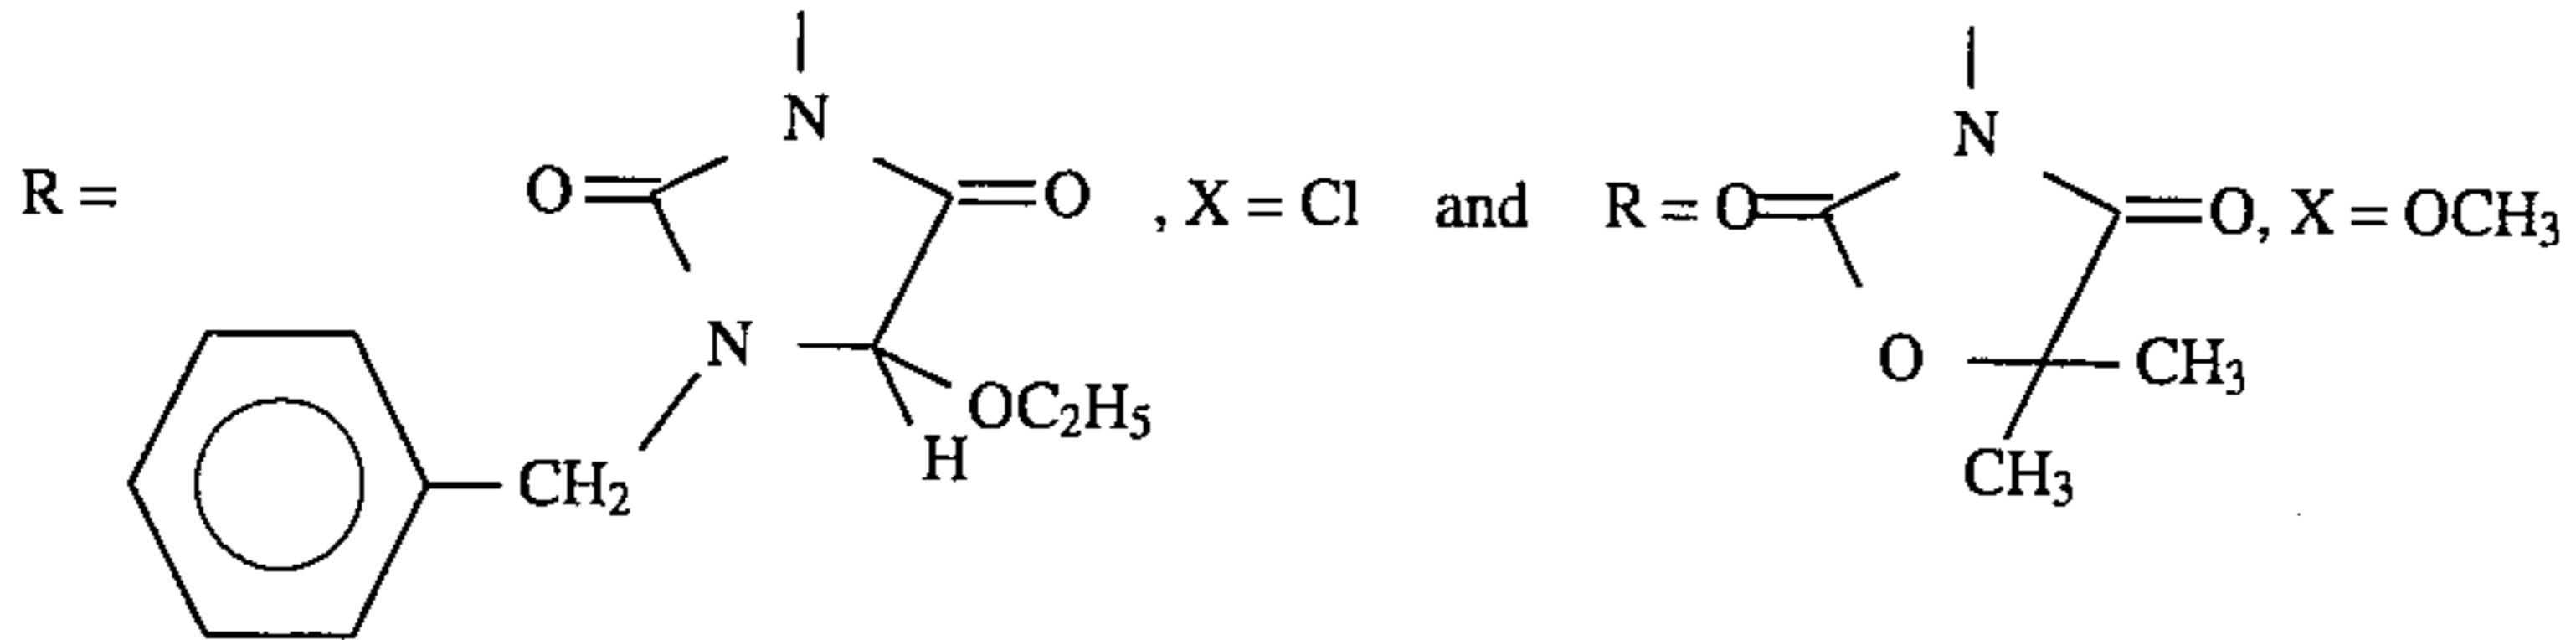 N
N
R = O O , X = Cl and R = O O, X = OCH₃
N
O CH₃
OC₂H₅
H
CH₃
CH₂